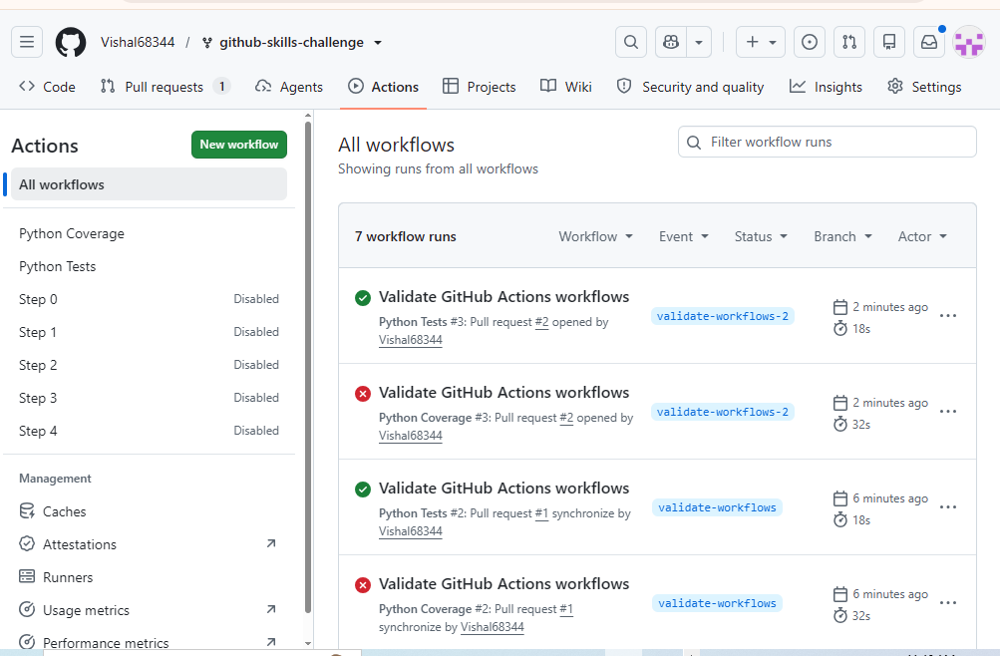 Vishal68344 / github-skills-challenge
Code Pull requests 1 Agents Actions Projects Wiki Security and quality Insights Settings
Actions
New workflow
All workflows
Python Coverage
Python Tests
Step 0 Disabled
Step 1 Disabled
Step 2 Disabled
Step 3 Disabled
Step 4 Disabled
Management
Caches
Attestations
Runners
Usage metrics
Performance metrics
All workflows
Showing runs from all workflows
Filter workflow runs
7 workflow runs Workflow Event Status Branch Actor
Validate GitHub Actions workflows
Python Tests #3: Pull request #2 opened by
Vishal68344
validate-workflows-2
2 minutes ago
18s
Validate GitHub Actions workflows
Python Coverage #3: Pull request #2 opened by
Vishal68344
validate-workflows-2
2 minutes ago
32s
Validate GitHub Actions workflows
Python Tests #2: Pull request #1 synchronize by
Vishal68344
validate-workflows
6 minutes ago
18s
Validate GitHub Actions workflows
Python Coverage #2: Pull request #1
synchronize by Vishal68344
validate-workflows
6 minutes ago
32s